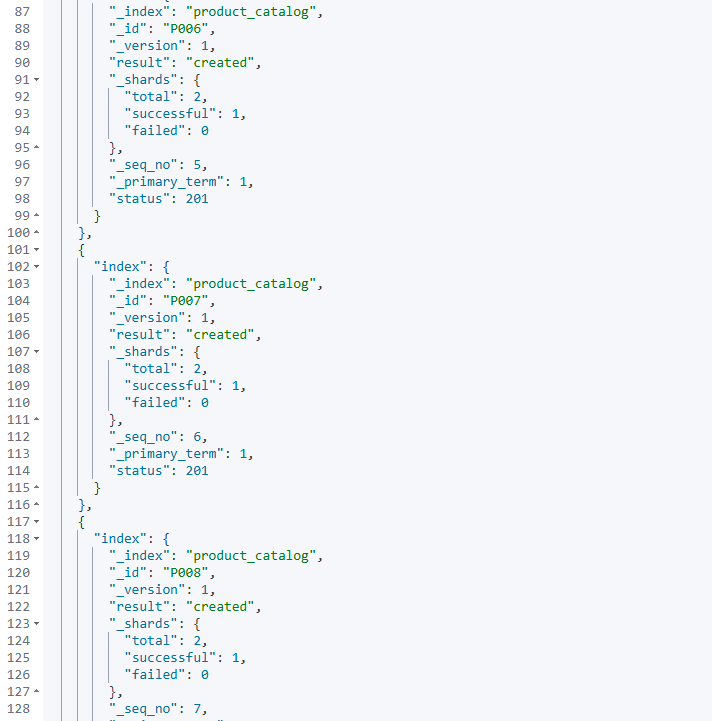 87 "_index": "product_catalog",
88 "_id": "P006",
89 "_version": 1,
90 "result": "created",
91 "_shards": {
92 "total": 2,
93 "successful": 1,
94 "failed": 0
95 },
96 "_seq_no": 5,
97 "_primary_term": 1,
98 "status": 201
99 }
100 },
101 {
102 "index": {
103 "_index": "product_catalog",
104 "_id": "P007",
105 "_version": 1,
106 "result": "created",
107 "_shards": {
108 "total": 2,
109 "successful": 1,
110 "failed": 0
111 },
112 "_seq_no": 6,
113 "_primary_term": 1,
114 "status": 201
115 }
116 },
117 {
118 "index": {
119 "_index": "product_catalog",
120 "_id": "P008",
121 "_version": 1,
122 "result": "created",
123 "_shards": {
124 "total": 2,
125 "successful": 1,
126 "failed": 0
127 },
128 "_seq_no": 7,